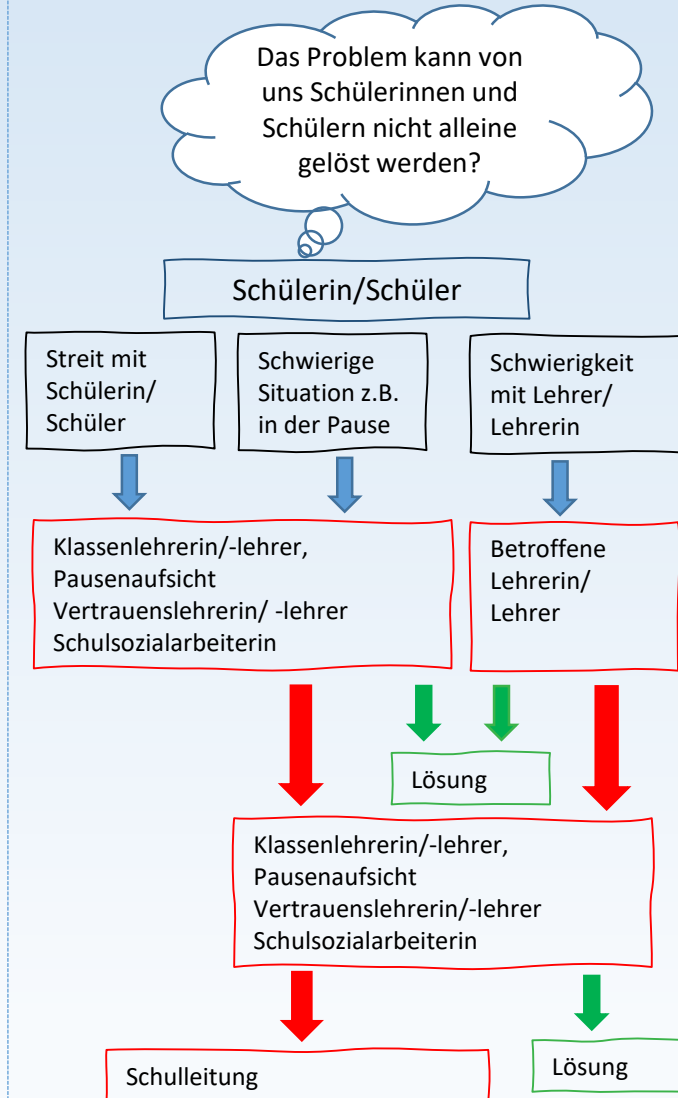 Das Problem kann von
uns Schülerinnen und
Schülern nicht alleine
gelöst werden?
Schülerin/Schüler
Streit mit
Schülerin/
Schüler
Schwierige
Situation z.B.
in der Pause
Schwierigkeit
mit Lehrer/
Lehrerin
Klassenlehrerin/-lehrer,
Pausenaufsicht
Vertrauenslehrerin/ -lehrer
Schulsozialarbeiterin
Betroffene
Lehrerin/
Lehrer
Lösung
Klassenlehrerin/-lehrer,
Pausenaufsicht
Vertrauenslehrerin/-lehrer
Schulsozialarbeiterin
Schulleitung
Lösung